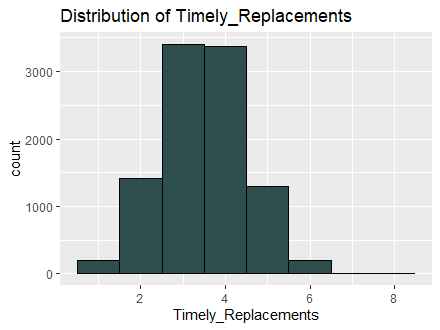 Distribution of Timely_Replacements
3000
2000
1000
0
count
2 4 6 8
Timely_Replacements